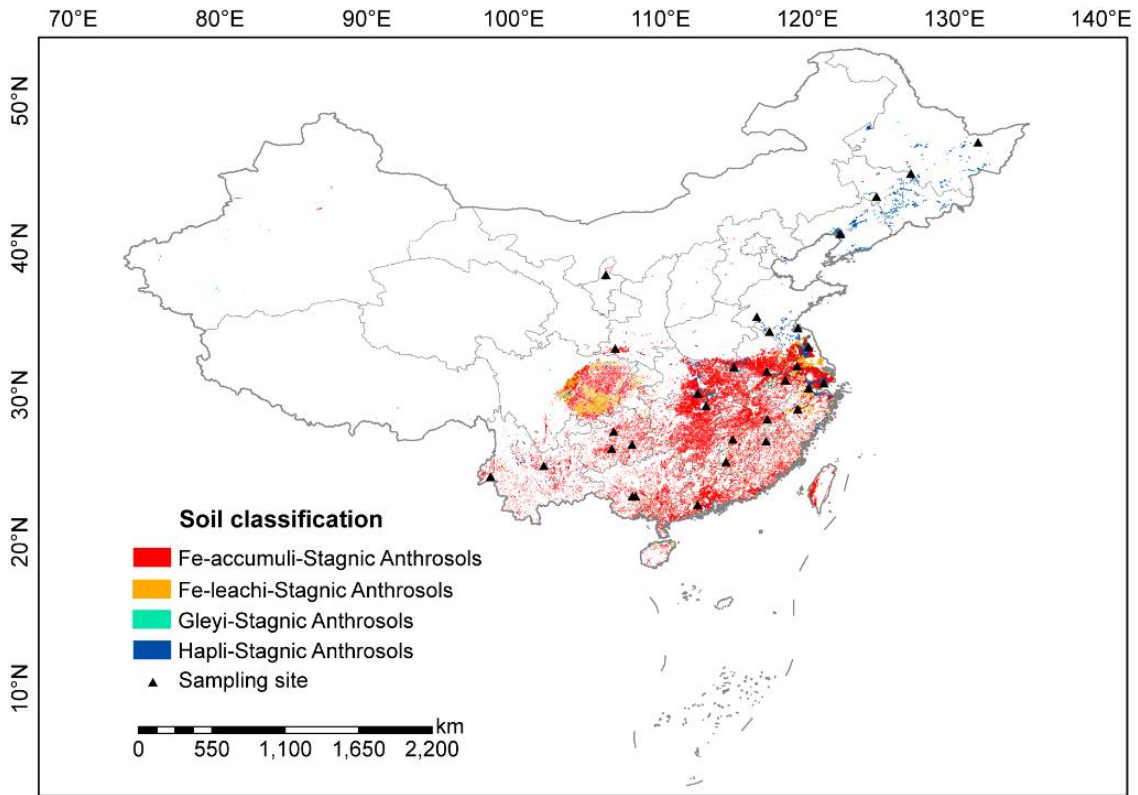 70°E 80°E 90°E 100°E 110°E 120°E 130°E 140°E
50°N
40°N
30°N
20°N
10°N
Soil classification
Fe-accumuli-Stagnic Anthrosols
Fe-leachi-Stagnic Anthrosols
Gleyi-Stagnic Anthrosols
Hapli-Stagnic Anthrosols
Sampling site
km
0 550 1,100 1,650 2,200